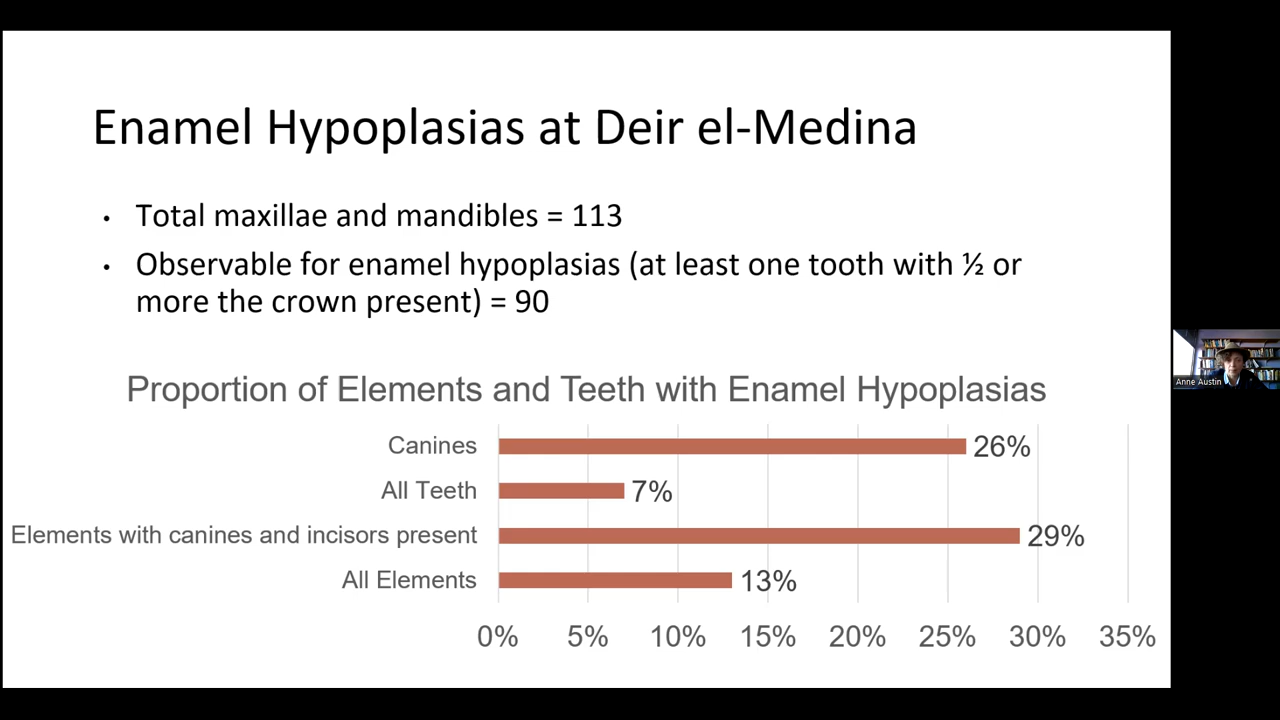 Enamel Hypoplasias at Deir el-Medina
• Total maxillae and mandibles = 113
• Observable for enamel hypoplasias (at least one tooth with ½ or
more the crown present) = 90
Proportion of Elements and Teeth with Enamel Hypoplasias
Canines 26%
All Teeth 7%
Elements with canines and incisors present 29%
All Elements 13%
0% 5% 10% 15% 20% 25% 30% 35%
Anne Austin